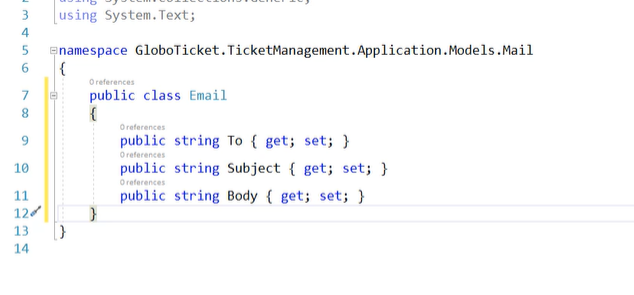 2
3 using System.Text;
4
5 namespace GloboTicket.TicketManagement.Application.Models.Mail
6 {
0 references
7 public class Email
8 {
0 references
9 public string To { get; set; }
0 references
10 public string Subject { get; set; }
0 references
11 public string Body { get; set; }
12 }
13 }
14